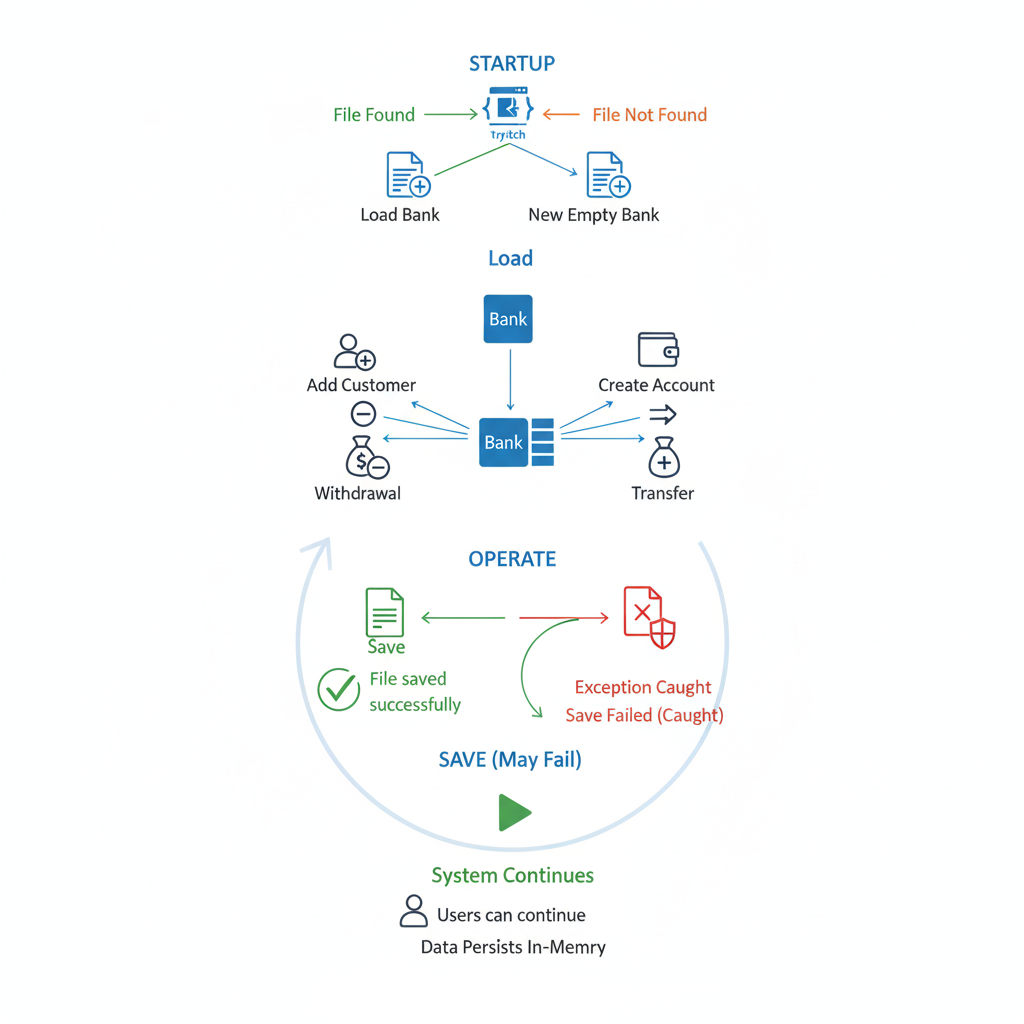 STARTUP
File Found
File Not Found
Load Bank
New Empty Bank
Load
Bank
Add Customer
Create Account
Bank
$
Withdrawal
Transfer
OPERATE
Save
File saved
successfully
Exception Caught
Save Failed (Caught)
SAVE (May Fail)
System Continues
Users can continue
Data Persists In-Memry